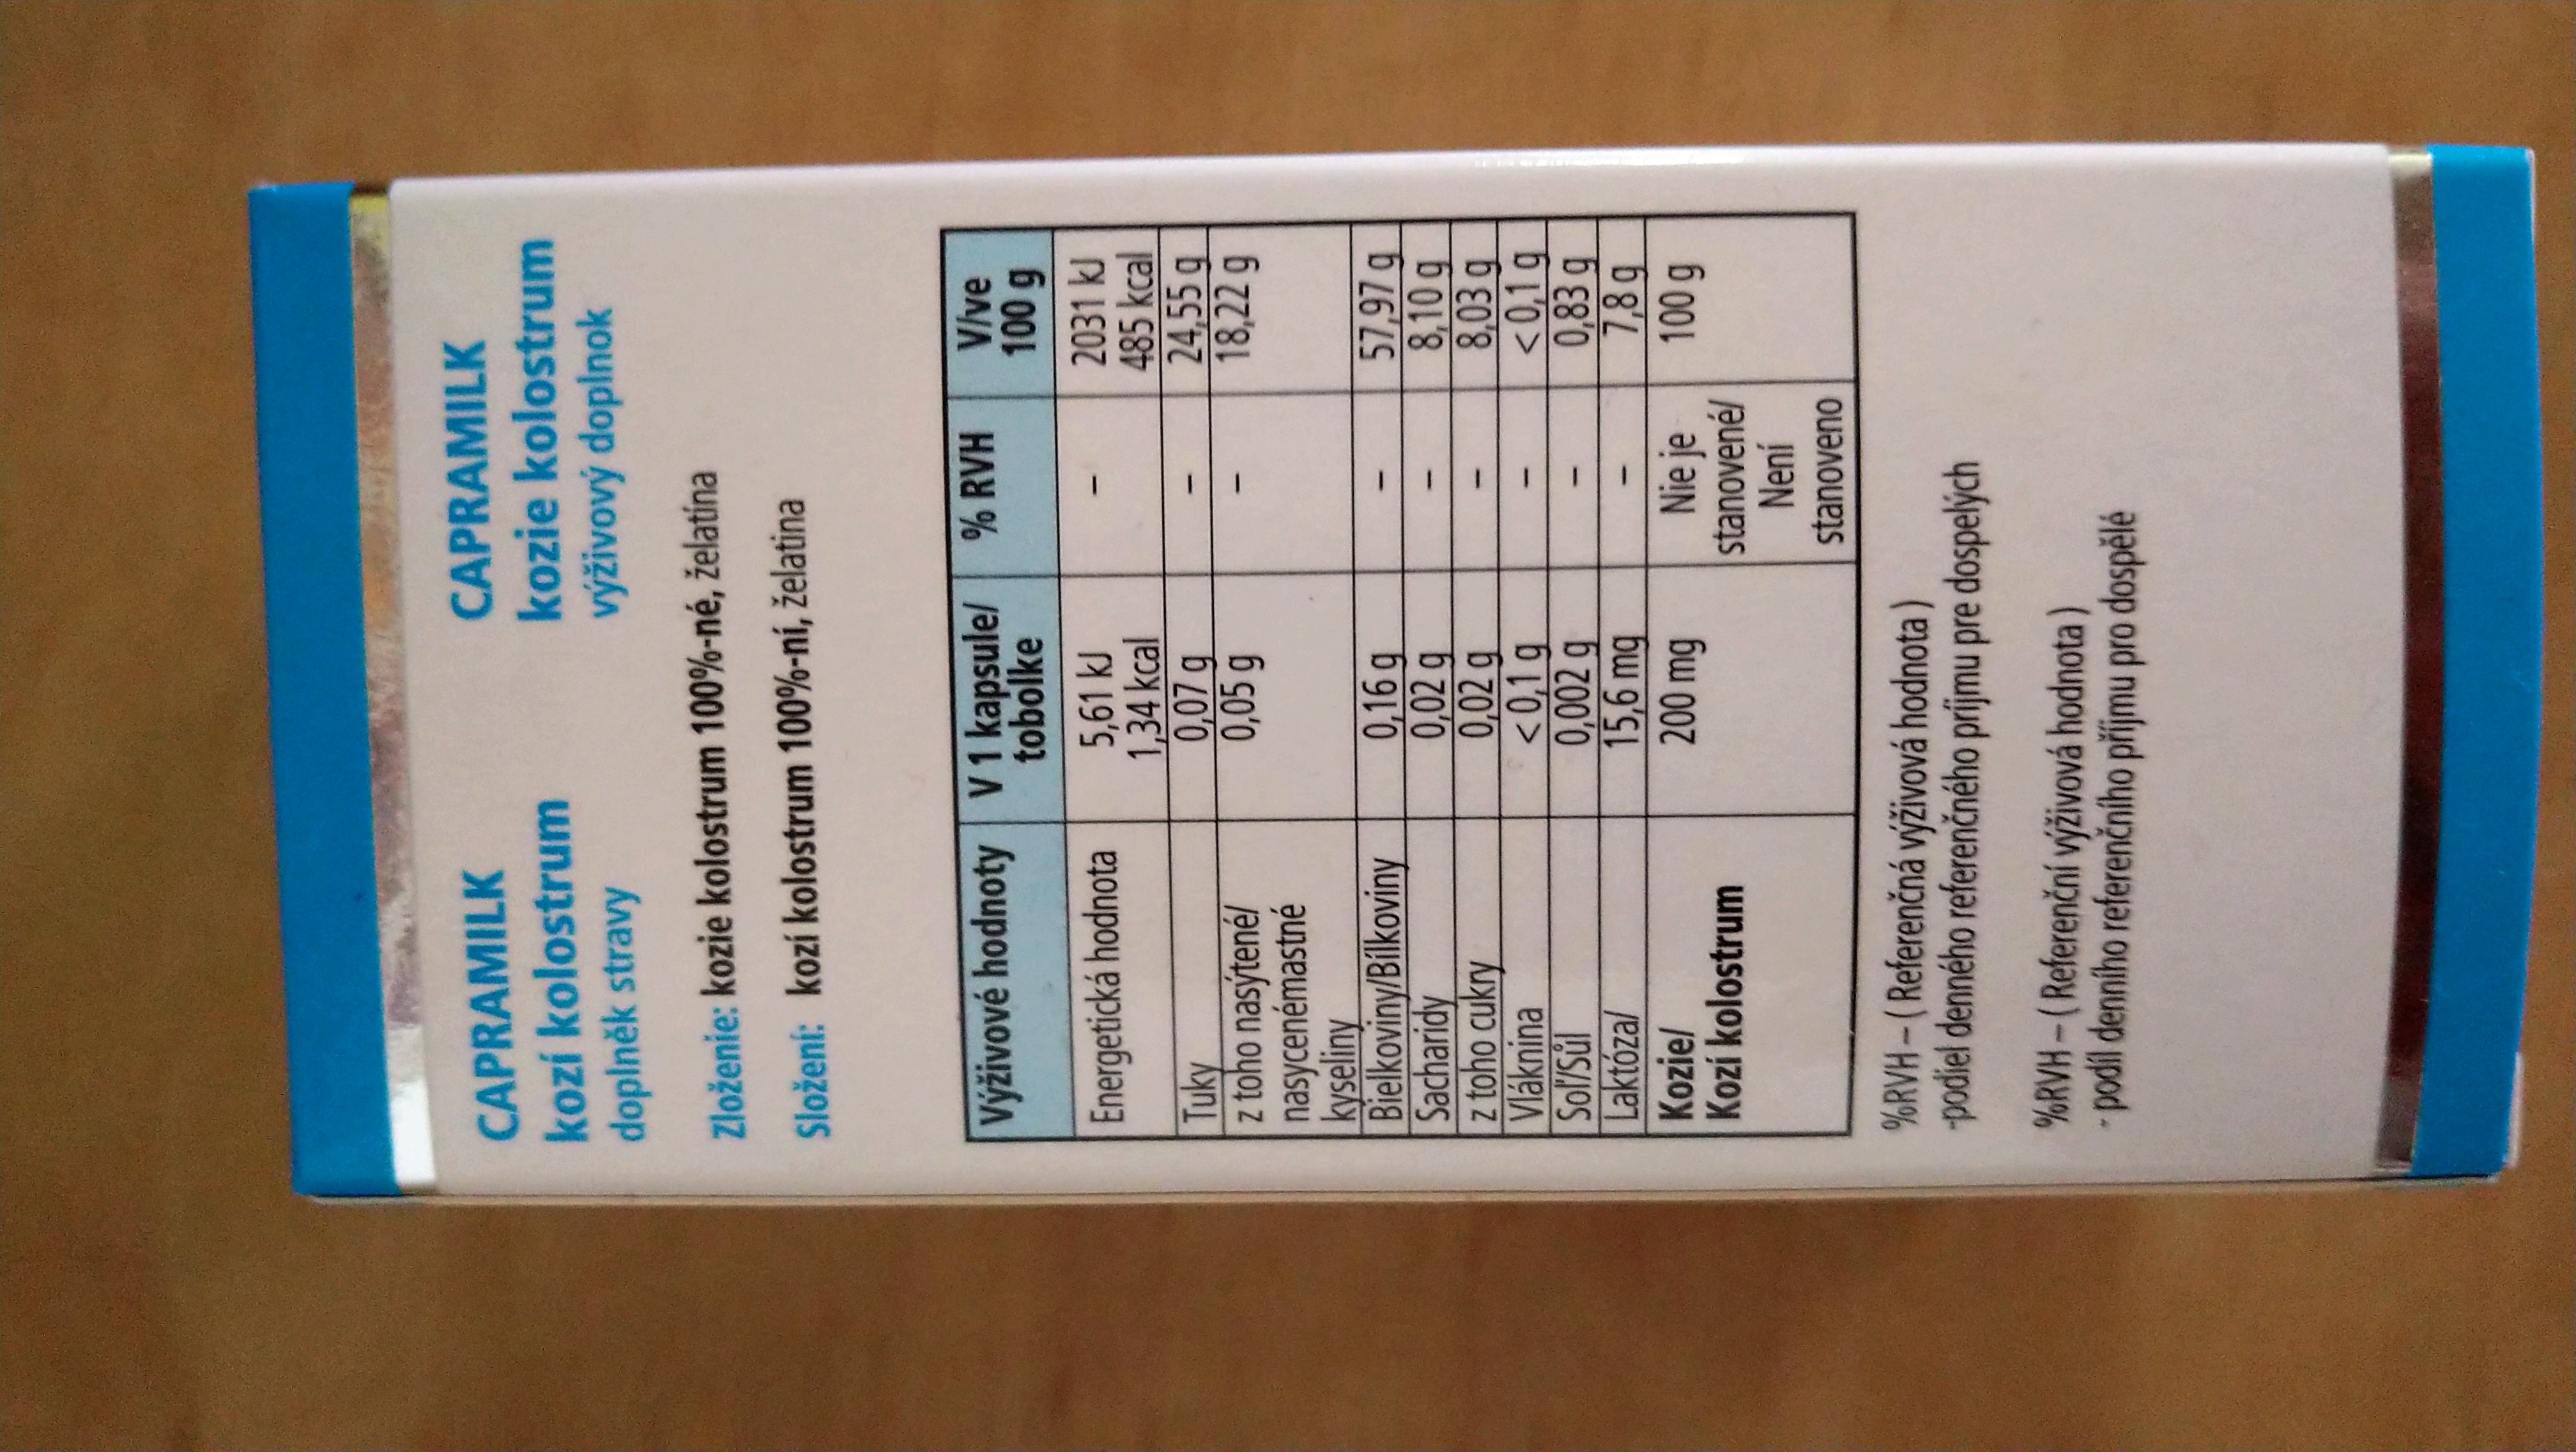 CAPRAMILK
kozí kolostrum
doplněk stravy
CAPRAMILK
kozie kolostrum
výživový doplnok
Zloženie: kozie kolostrum 100%-né, želatína
Složení: kozí kolostrum 100%-ní, želatina
Výživové hodnoty V 1 kapsule/ tobolke % RVH V/ve 100 g
Energetická hodnota 5,61 kJ 1,34 kcal – 2031 kJ 485 kcal
Tuky 0,07 g – 24,55 g
z toho nasýtené/ nasycenémastné kyseliny 0,05 g – 18,22 g
Bielkoviny/Bílkoviny 0,16 g – 57,97 g
Sacharidy 0,02 g – 8,10 g
z toho cukry 0,02 g – 8,03 g
Vláknina < 0,1 g – < 0,1 g
Soľ/Sůl 0,002 g – 0,83 g
Laktóza/ 15,6 mg – 7,8 g
Kozie/ Kozí kolostrum 200 mg Nie je stanovené/ Není stanoveno 100 g
%RVH – ( Referenčná výživová hodnota )
-podiel denného referenčného príjmu pre dospelých
%RVH – ( Referenční výživová hodnota )
- podíl denního referenčního příjmu pro dospělé